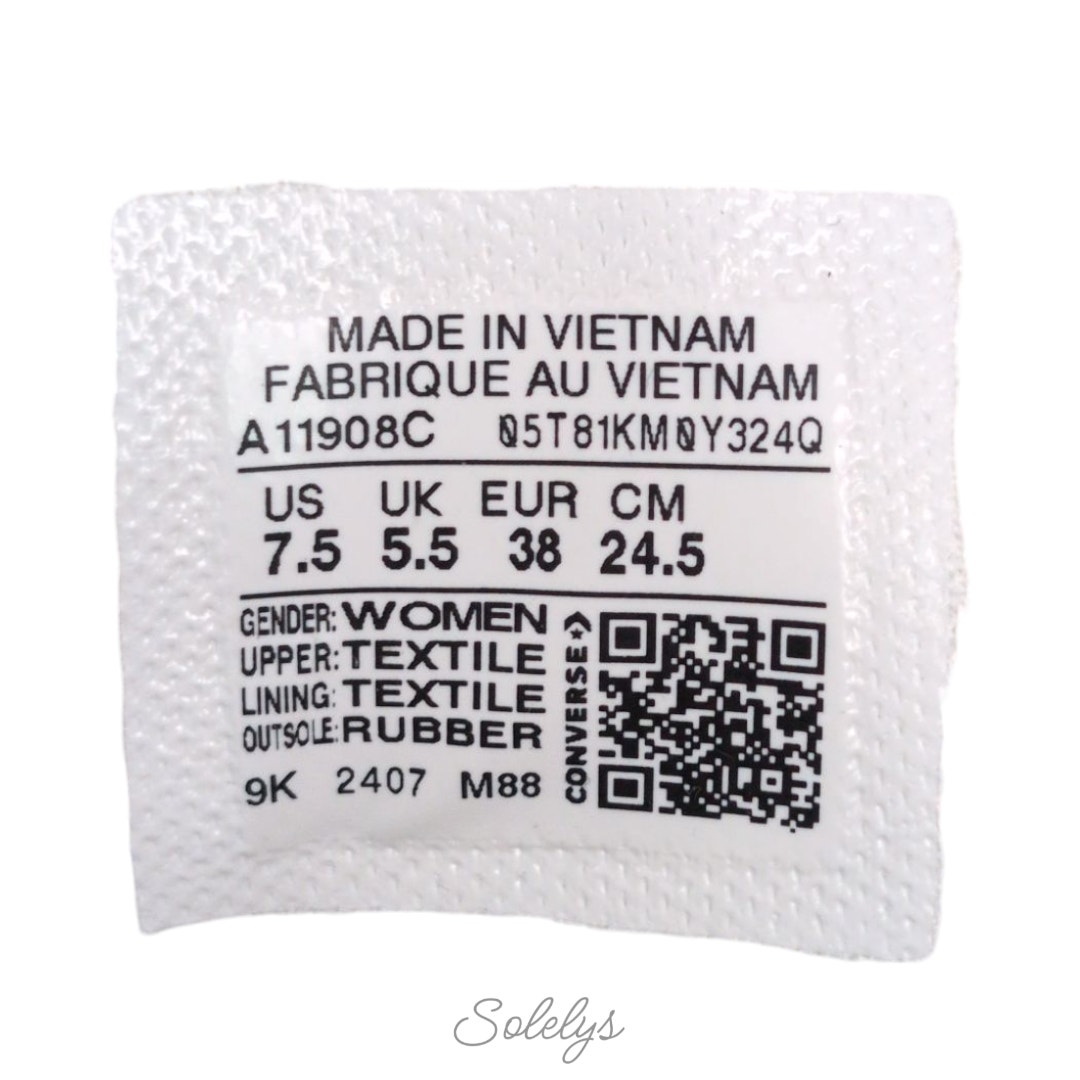 MADE IN VIETNAM
FABRIQUE AU VIETNAM
A11908C 05T81KM0Y324Q
US UK EUR CM
7.5 5.5 38 24.5
GENDER: WOMEN
UPPER: TEXTILE
LINING: TEXTILE
OUTSOLE: RUBBER
9K 2407 M88
CONVERSE
Solelys